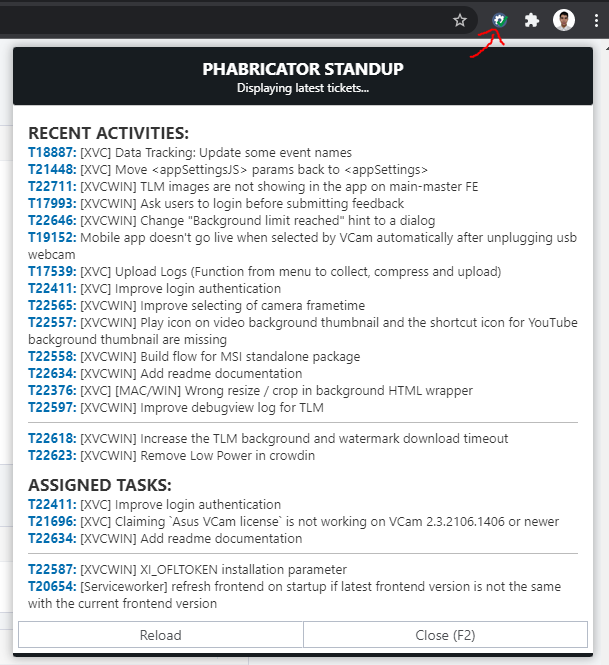 PHABRICATOR STANDUP
Displaying latest tickets...
RECENT ACTIVITIES:
T18887: [XVC] Data Tracking: Update some event names
T21448: [XVC] Move <appSettingsJS> params back to <appSettings>
T22711: [XVCWIN] TLM images are not showing in the app on main-master FE
T17993: [XVCWIN] Ask users to login before submitting feedback
T22646: [XVCWIN] Change "Background limit reached" hint to a dialog
T19152: Mobile app doesn't go live when selected by VCam automatically after unplugging usb
webcam
T17539: [XVC] Upload Logs (Function from menu to collect, compress and upload)
T22411: [XVC] Improve login authentication
T22565: [XVCWIN] Improve selecting of camera frametime
T22557: [XVCWIN] Play icon on video background thumbnail and the shortcut icon for YouTube
background thumbnail are missing
T22558: [XVCWIN] Build flow for MSI standalone package
T22634: [XVCWIN] Add readme documentation
T22376: [XVC] [MAC/WIN] Wrong resize / crop in background HTML wrapper
T22597: [XVCWIN] Improve debugview log for TLM
T22618: [XVCWIN] Increase the TLM background and watermark download timeout
T22623: [XVCWIN] Remove Low Power in crowdin
ASSIGNED TASKS:
T22411: [XVC] Improve login authentication
T21696: [XVC] Claiming `Asus VCam license` is not working on VCam 2.3.2106.1406 or newer
T22634: [XVCWIN] Add readme documentation
T22587: [XVCWIN] XI_OFLTOKEN installation parameter
T20654: [Serviceworker] refresh frontend on startup if latest frontend version is not the same
with the current frontend version
Reload
Close (F2)